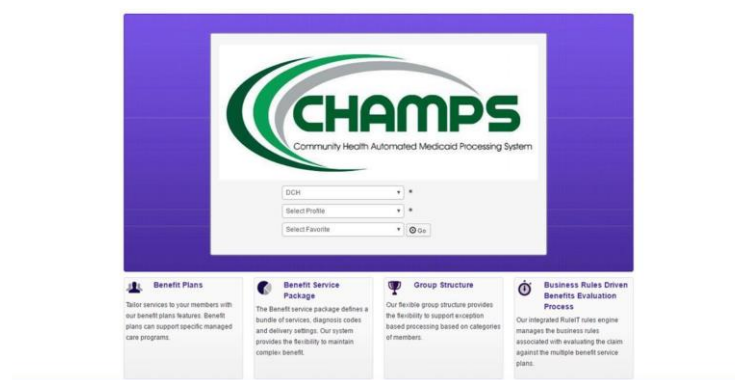 CHAMPS
Community Health Automated Medicaid Processing System
DCH *
Select Profile *
Select Favorite Go
Benefit Plans
Tailor services to your members with
our benefit plans features. Benefit
plans can support specific managed
care programs.
Benefit Service
Package
The Benefit service package defines a
bundle of services, diagnosis codes
and delivery settings. Our system
provides the flexibility to maintain
complex benefit.
Group Structure
Our flexible group structure provides
the flexibility to support exception
based processing based on categories
of members.
Business Rules Driven
Benefits Evaluation
Process
Our integrated RuleIT rules engine
manages the business rules
associated with evaluating the claim
against the multiple benefit service
plans.